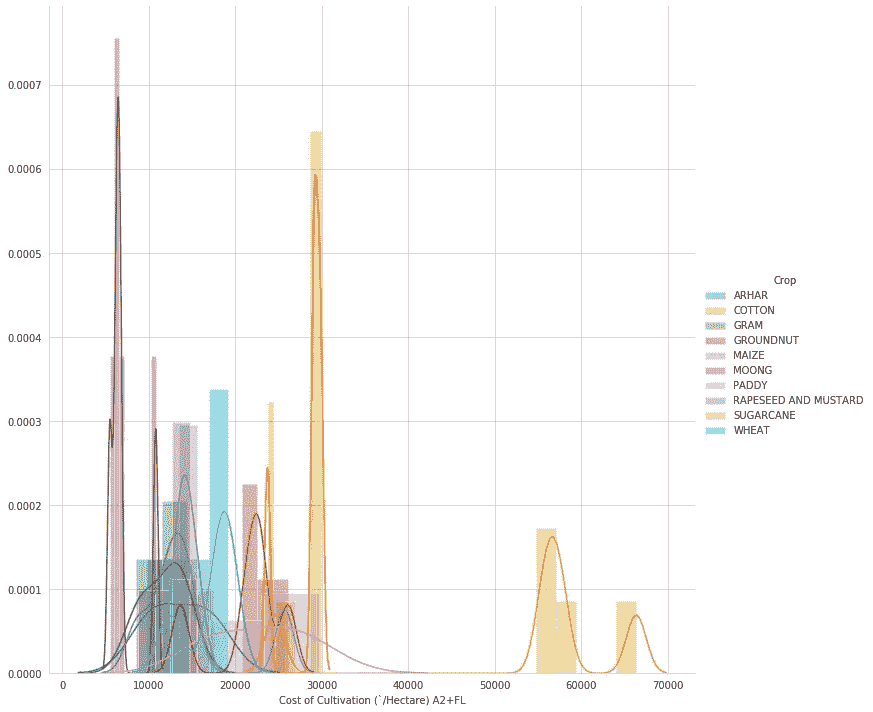 0.0007
0.0006
0.0005
0.0004
0.0003
0.0002
0.0001
0.0000
0 10000 20000 30000 40000 50000 60000 70000
Cost of Cultivation (`/Hectare) A2+FL
Crop
ARHAR
COTTON
GRAM
GROUNDNUT
MAIZE
MOONG
PADDY
RAPESEED AND MUSTARD
SUGARCANE
WHEAT